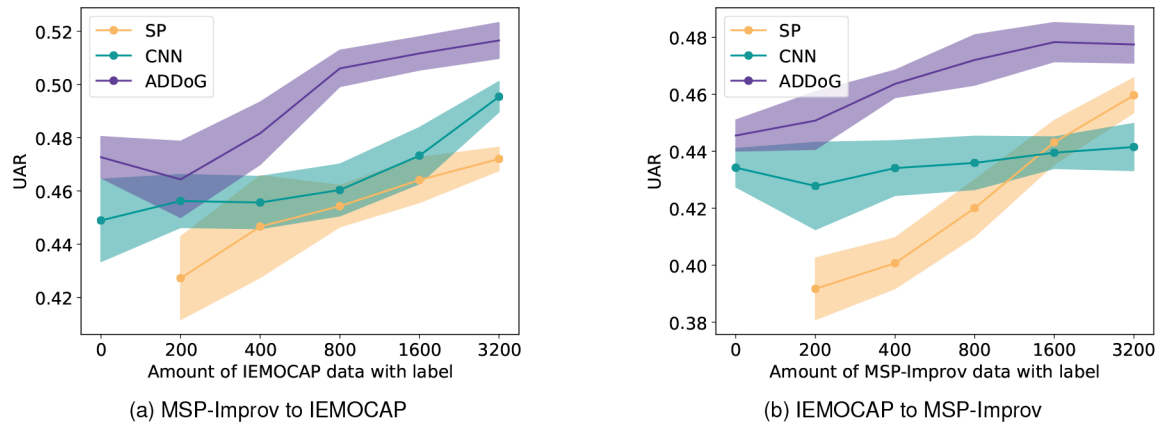 SP
CNN
ADDoG
UAR
0.52
0.50
0.48
0.46
0.44
0.42
0 200 400 800 1600 3200
Amount of IEMOCAP data with label
(a) MSP-Improv to IEMOCAP
SP
CNN
ADDoG
UAR
0.48
0.46
0.44
0.42
0.40
0.38
0 200 400 800 1600 3200
Amount of MSP-Improv data with label
(b) IEMOCAP to MSP-Improv